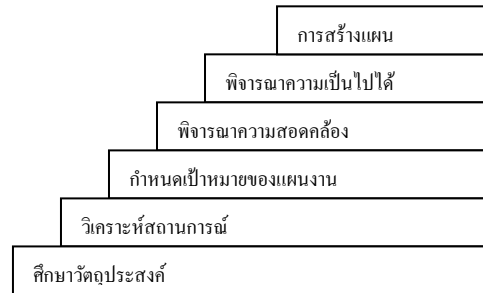 การสร้างแผน
พิจารณาความเป็นไปได้
พิจารณาความสอดคล้อง
กำหนดเป้าหมายของแผนงาน
วิเคราะห์สถานการณ์
ศึกษาวัตถุประสงค์